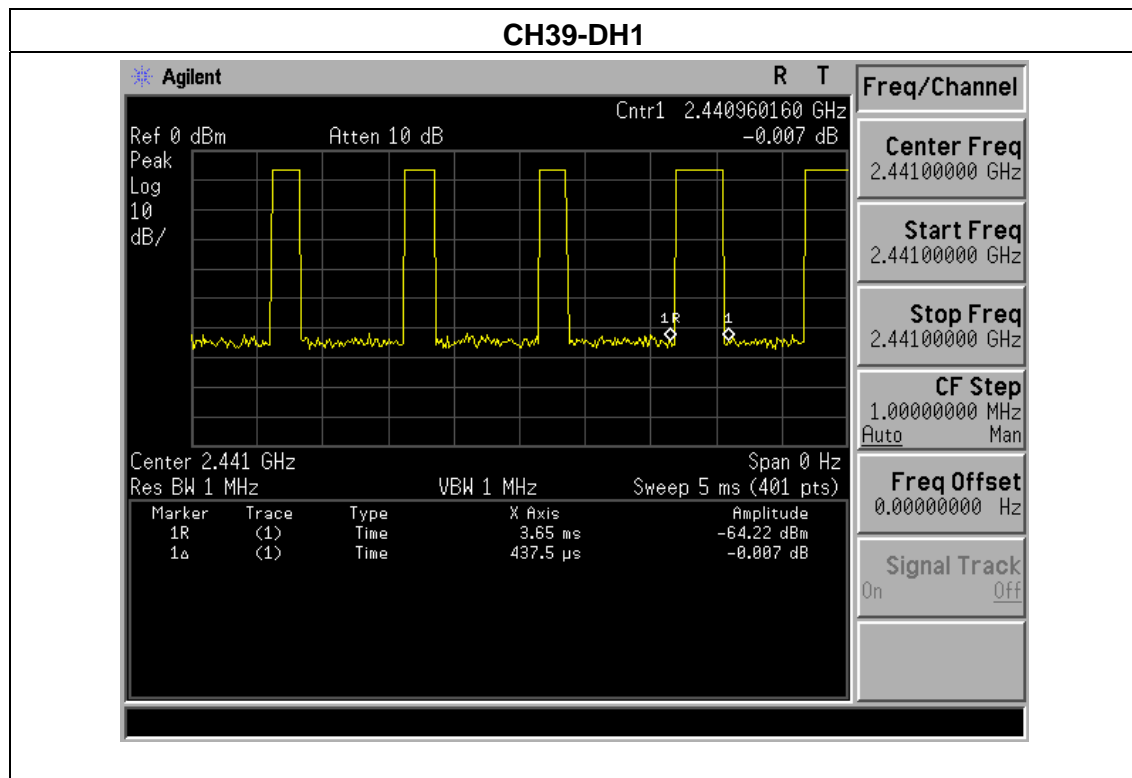 CH39-DH1
Agilent R T
Cntr1 2.440960160 GHz
Ref 0 dBm Atten 10 dB -0.007 dB
Peak
Log
10
dB/
1R 1
Center 2.441 GHz Span 0 Hz
Res BW 1 MHz VBW 1 MHz Sweep 5 ms (401 pts)
Marker Trace Type X Axis Amplitude
1R (1) Time 3.65 ms -64.22 dBm
1Δ (1) Time 437.5 µs -0.007 dB
Freq/Channel
Center Freq
2.44100000 GHz
Start Freq
2.44100000 GHz
Stop Freq
2.44100000 GHz
CF Step
1.00000000 MHz
Auto Man
Freq Offset
0.00000000 Hz
Signal Track
On Off